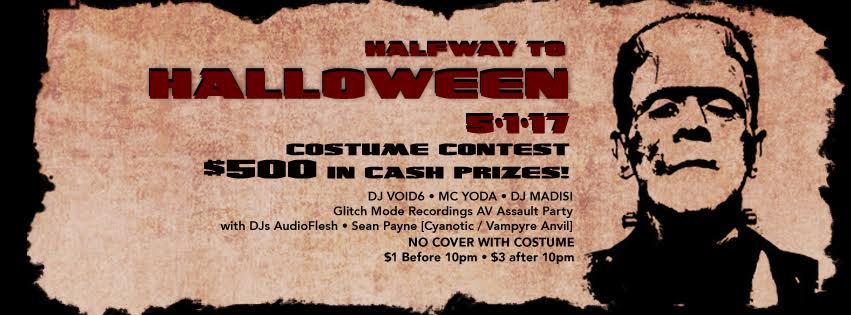 HALFWAY TO
HALLOWEEN
5•1•17
COSTUME CONTEST
$500 IN CASH PRIZES!
DJ VOID6 • MC YODA • DJ MADISI
Glitch Mode Recordings AV Assault Party
with DJs AudioFlesh • Sean Payne [Cyanotic / Vampyre Anvil]
NO COVER WITH COSTUME
$1 Before 10pm • $3 after 10pm